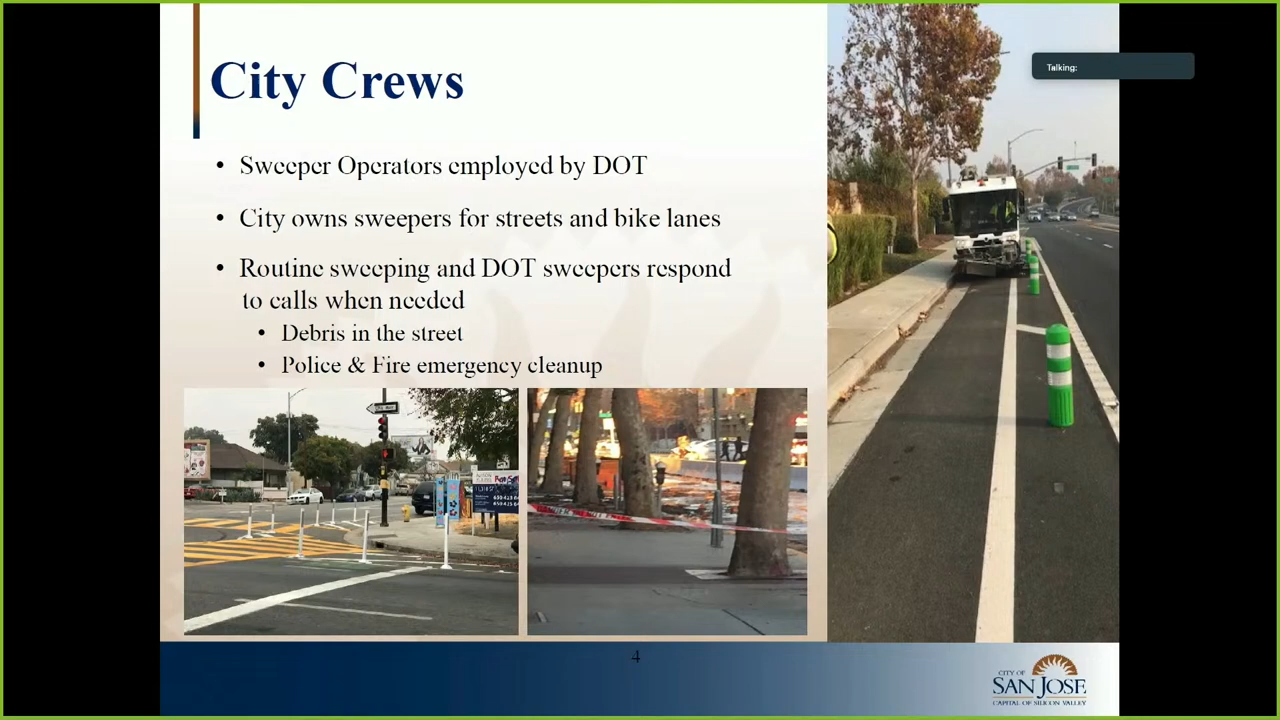 City Crews
Talking:
• Sweeper Operators employed by DOT
• City owns sweepers for streets and bike lanes
• Routine sweeping and DOT sweepers respond
to calls when needed
• Debris in the street
• Police & Fire emergency cleanup
4
CITY OF
SAN JOSE
CAPITAL OF SILICON VALLEY